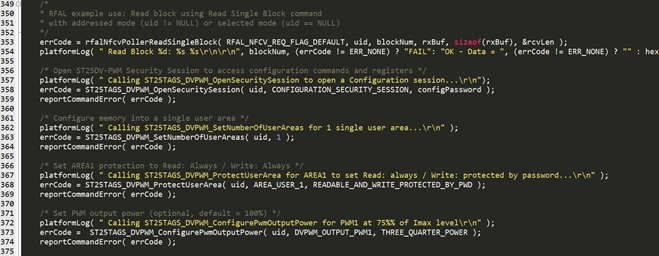 349 /*
350 * RFAL example use: Read block using Read Single Block command
351 * with addressed mode (uid != NULL) or selected mode (uid == NULL)
352 */
353 errCode = rfalNfcvPollerReadSingleBlock( RFAL_NFCV_REQ_FLAG_DEFAULT, uid, blockNum, rxBuf, sizeof(rxBuf), &rcvLen );
354 platformLog( " Read Block %d: %s %s\r\n\r\n", blockNum, (errCode != ERR_NONE) ? "FAIL": "OK - Data = ", (errCode != ERR_NONE) ? "" : hex
355
356 /* Open ST25DV-PWM Security Session to access configuration commands and registers */
357 platformLog( " Calling ST25TAGS_DVPWM_OpenSecuritySession to open a Configuration session...\r\n");
358 errCode = ST25TAGS_DVPWM_OpenSecuritySession ( uid, CONFIGURATION_SECURITY_SESSION, configPassword );
359 reportCommandError( errCode );
360
361 /* Configure memory into a single user area */
362 platformLog( " Calling ST25TAGS_DVPWM_SetNumberOfUserAreas for 1 single user area...\r\n" );
363 errCode = ST25TAGS_DVPWM_SetNumberOfUserAreas( uid, 1 );
364 reportCommandError( errCode );
365
366 /* Set AREA1 protection to Read: Always / Write: Always */
367 platformLog( " Calling ST25TAGS_DVPWM_ProtectUserArea for AREA1 to set Read: always / Write: protected by password...\r\n" );
368 errCode = ST25TAGS_DVPWM_ProtectUserArea( uid, AREA_USER_1, READABLE_AND_WRITE_PROTECTED_BY_PWD );
369 reportCommandError( errCode );
370
371 /* Set PWM output power (optional, default = 100%) */
372 platformLog( " Calling ST25TAGS_DVPWM_ConfigurePwmOutputPower for PWM1 at 75%% of Imax level\r\n" );
373 errCode = ST25TAGS_DVPWM_ConfigurePwmOutputPower( uid, DVPWM_OUTPUT_PWM1, THREE_QUARTER_POWER );
374 reportCommandError( errCode );
375